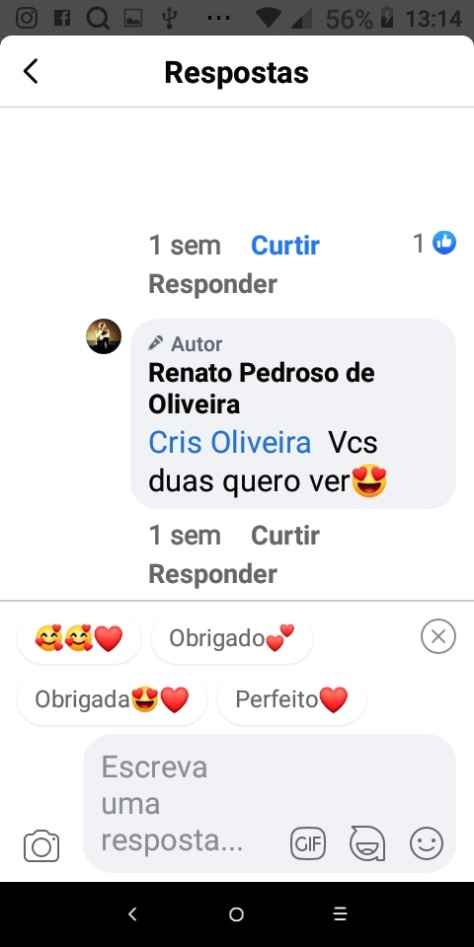 56% 13:14
Respostas
1 sem Curtir 1
Responder
Autor
Renato Pedroso de
Oliveira
Cris Oliveira Vcs
duas quero ver😍
1 sem Curtir
Responder
🥰🥰❤️ Obrigado💕
Obrigada😍❤️ Perfeito❤️
Escreva
uma
resposta...
GIF